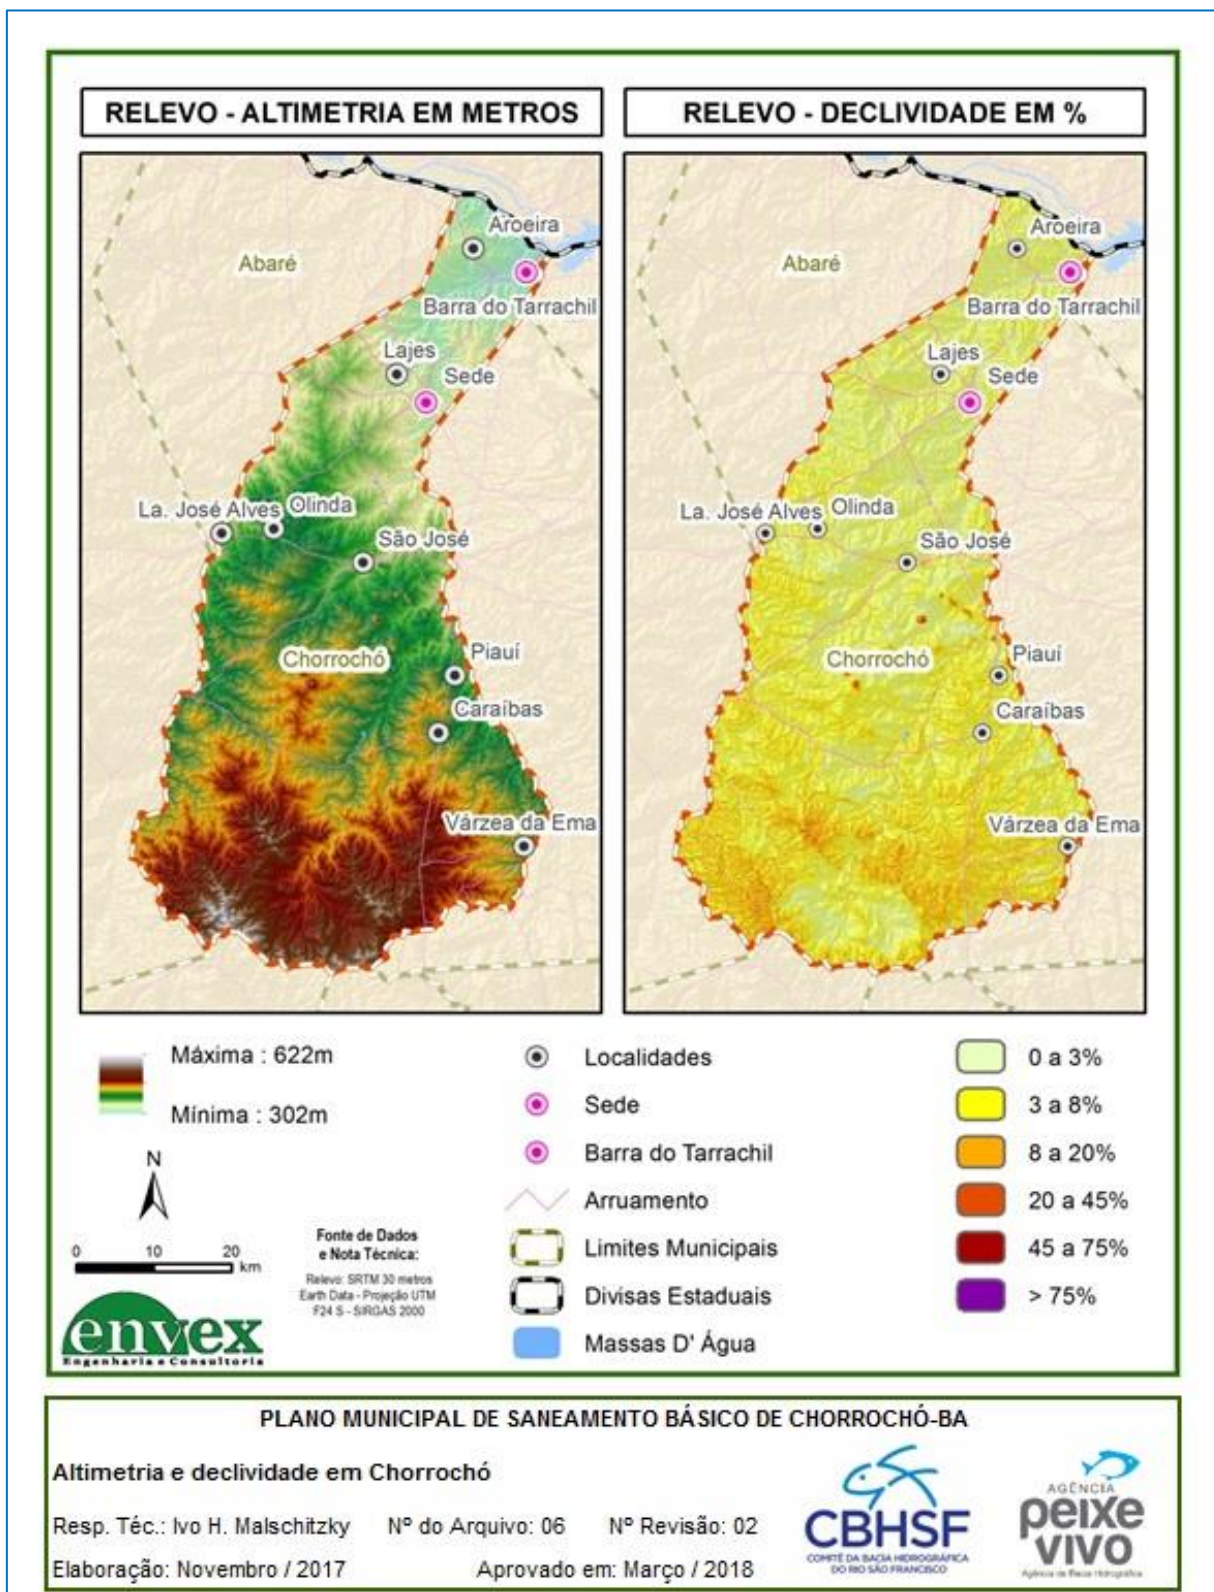 RELEVO - ALTIMETRIA EM METROS
RELEVO - DECLIVIDADE EM %
Aroeira
Abaré
Barra do Tarrachil
Lajes
Sede
La. José Alves
Olinda
São José
Chorrochó
Piauí
Caraíbas
Várzea da Ema
Aroeira
Abaré
Barra do Tarrachil
Lajes
Sede
La. José Alves
Olinda
São José
Chorrochó
Piauí
Caraíbas
Várzea da Ema
Máxima : 622m
Mínima : 302m
N
0 10 20
km
Fonte de Dados
e Nota Técnica:
Relevo: SRTM 30 metros
Earth Data - Projeção UTM
F24 S - SIRGAS 2000
envex
Engenharia e Consultoria
Localidades
Sede
Barra do Tarrachil
Arruamento
Limites Municipais
Divisas Estaduais
Massas D' Água
0 a 3%
3 a 8%
8 a 20%
20 a 45%
45 a 75%
> 75%
PLANO MUNICIPAL DE SANEAMENTO BÁSICO DE CHORROCHÓ-BA
Altimetria e declividade em Chorrochó
Resp. Téc.: Ivo H. Malschitzky Nº do Arquivo: 06 Nº Revisão: 02
Elaboração: Novembro / 2017 Aprovado em: Março / 2018
CBHSF
COMITÊ DA BACIA HIDROGRÁFICA
DO RIO SÃO FRANCISCO
AGÊNCIA
peixe
vivo
Agência de Bacia Hidrográfica